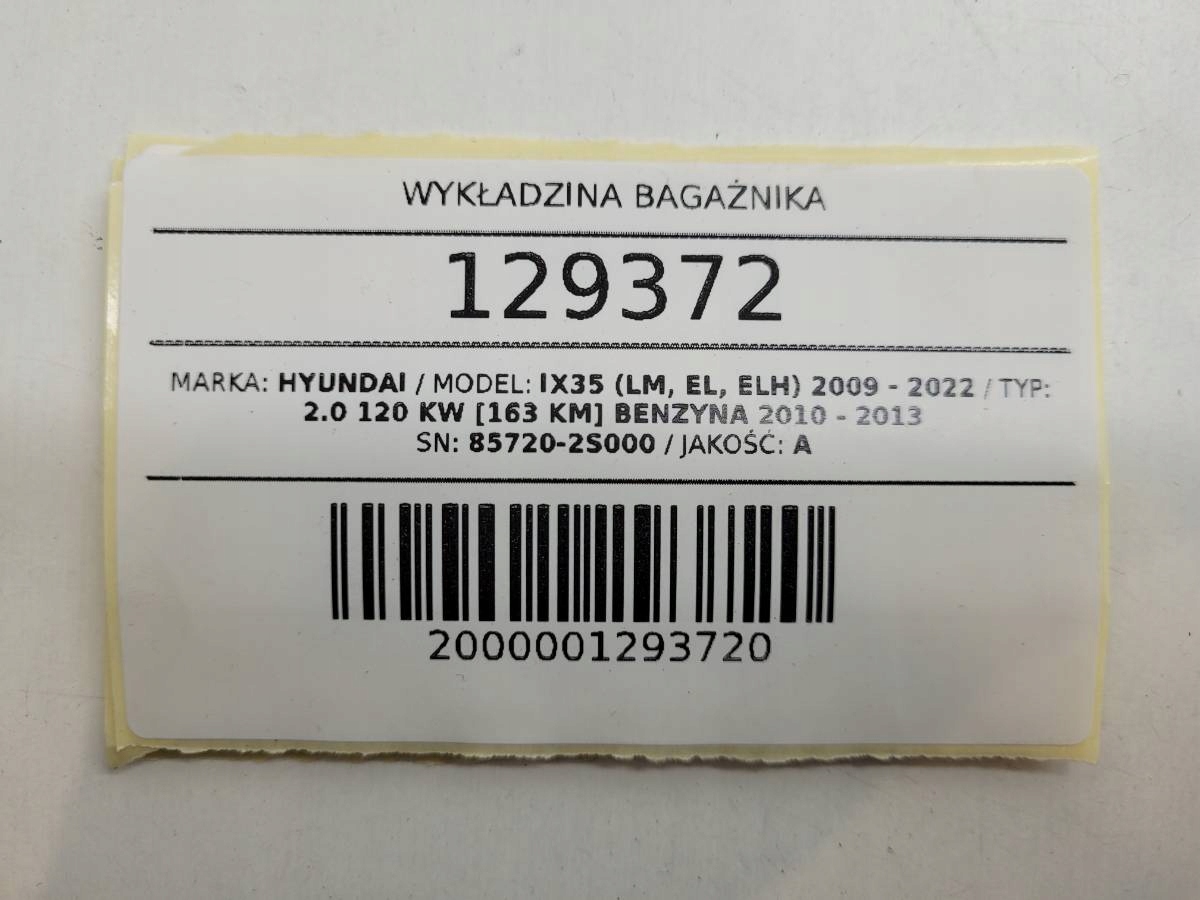 WYKŁADZINA BAGAŻNIKA
129372
MARKA: HYUNDAI / MODEL: IX35 (LM, EL, ELH) 2009 - 2022 / TYP:
2.0 120 KW [163 KM] BENZYNA 2010 - 2013
SN: 85720-2S000 / JAKOŚĆ: A
2000001293720